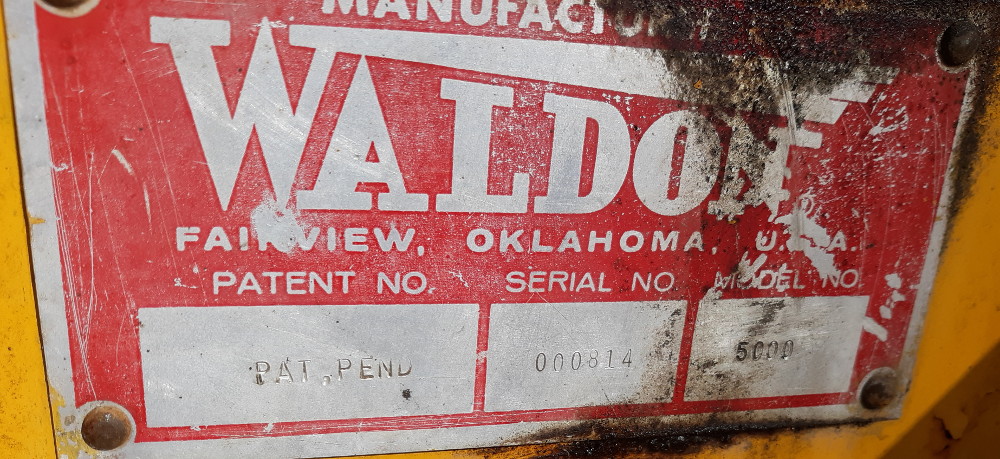 WALDON
FAIRVIEW, OKLAHOMA, U.S.A.
PATENT NO. SERIAL NO. MODEL NO.
PAT.PEND 000814 5000